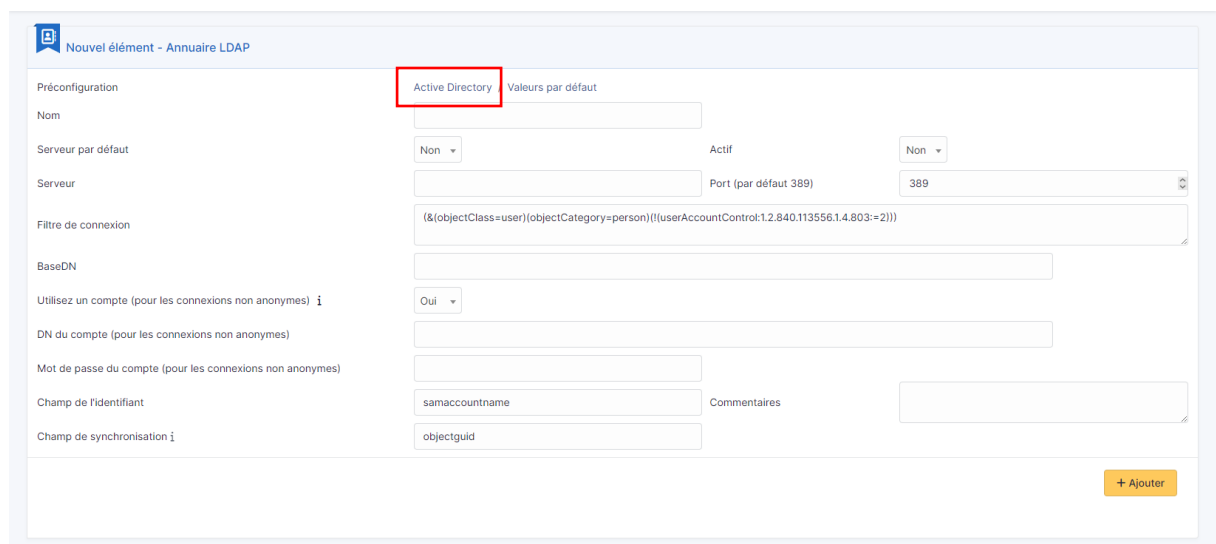 Nouvel élément - Annuaire LDAP
Préconfiguration Active Directory / Valeurs par défaut
Nom
Serveur par défaut Non Actif Non
Serveur Port (par défaut 389) 389
Filtre de connexion (&(objectClass=user)(objectCategory=person)(!(userAccountControl:1.2.840.113556.1.4.803:=2)))
BaseDN
Utilisez un compte (pour les connexions non anonymes) i Oui
DN du compte (pour les connexions non anonymes)
Mot de passe du compte (pour les connexions non anonymes)
Champ de l'identifiant samaccountname Commentaires
Champ de synchronisation i objectguid
+ Ajouter